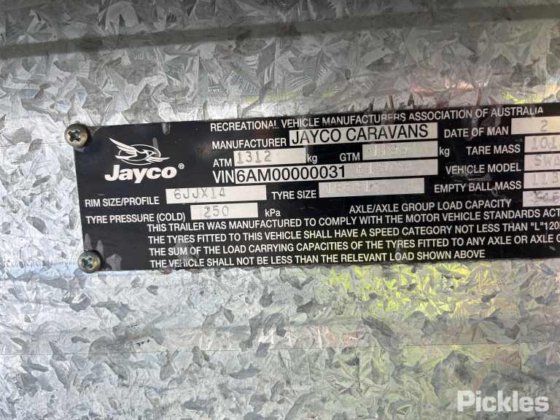 RECREATIONAL VEHICLE MANUFACTURERS ASSOCIATION OF AUSTRALIA
MANUFACTURER JAYCO CARAVANS DATE OF MAN 2
ATM 1312 kg GTM kg TARE MASS 101
Jayco®
VIN 6AM00000031 VEHICLE MODEL
RIM SIZE/PROFILE 6JJX14 TYRE SIZE EMPTY BALL MASS
TYRE PRESSURE (COLD) 250 kPa AXLE/AXLE GROUP LOAD CAPACITY
THIS TRAILER WAS MANUFACTURED TO COMPLY WITH THE MOTOR VEHICLE STANDARDS ACT
THE TYRES FITTED TO THIS VEHICLE SHALL HAVE A SPEED CATEGORY NOT LESS THAN "L"120
THE SUM OF THE LOAD CARRYING CAPACITIES OF THE TYRES FITTED TO ANY AXLE OR AXLE
THE VEHICLE SHALL NOT BE LESS THAN THE RELEVANT LOAD SHOWN ABOVE
Pickles